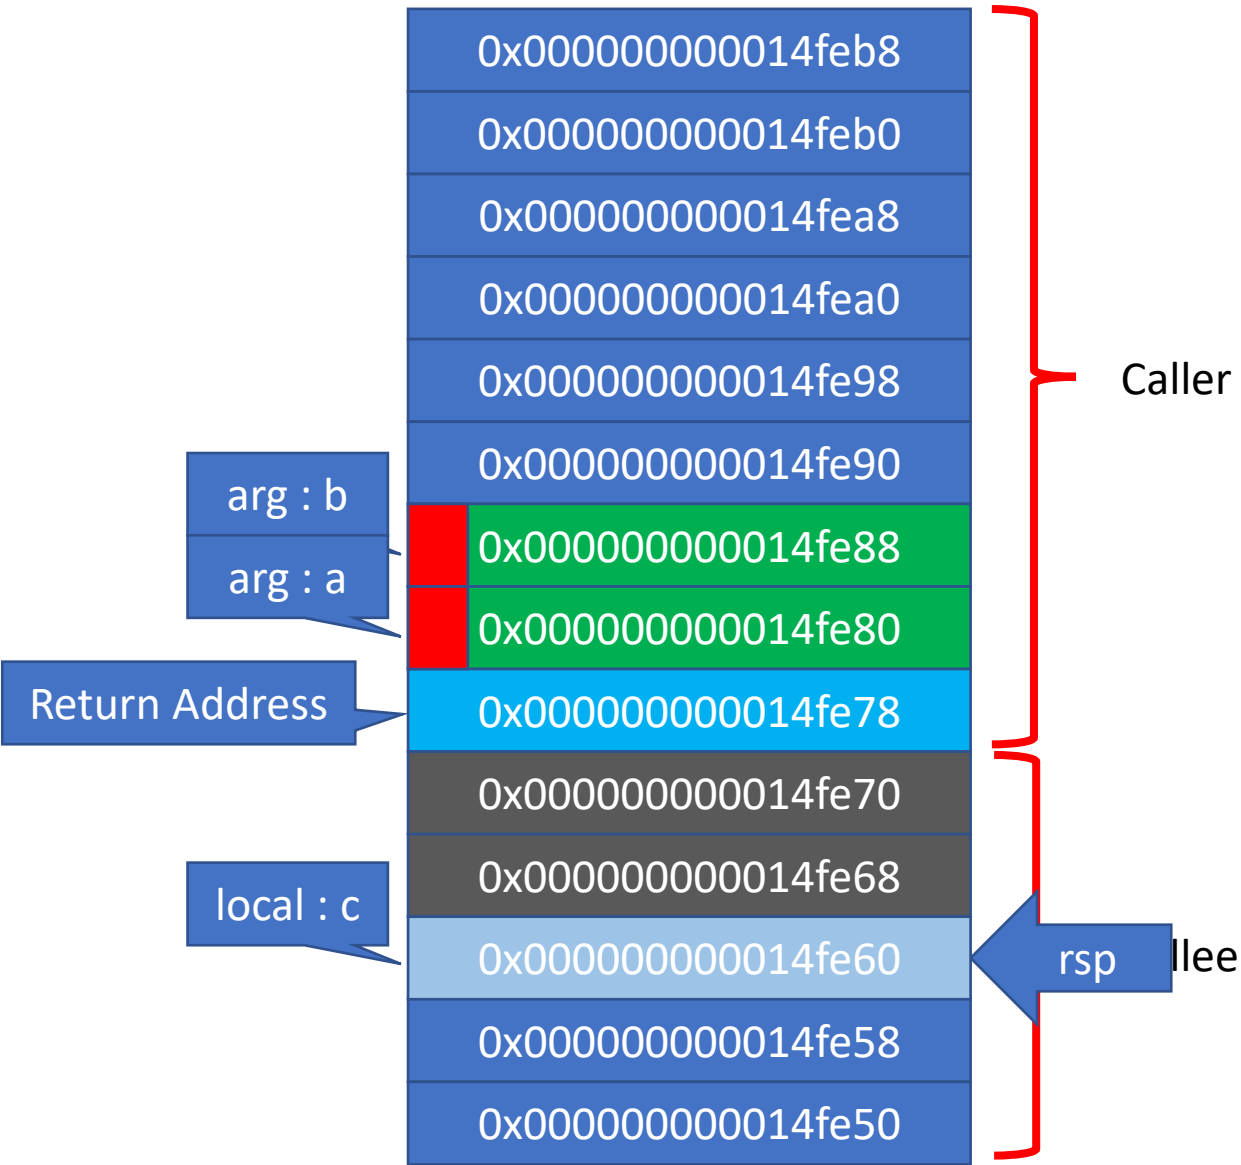 0x000000000014feb8
0x000000000014feb0
0x000000000014fea8
0x000000000014fea0
0x000000000014fe98
Caller
0x000000000014fe90
arg : b
0x000000000014fe88
arg : a
0x000000000014fe80
Return Address
0x000000000014fe78
0x000000000014fe70
0x000000000014fe68
local : c
0x000000000014fe60
rsp
llee
0x000000000014fe58
0x000000000014fe50